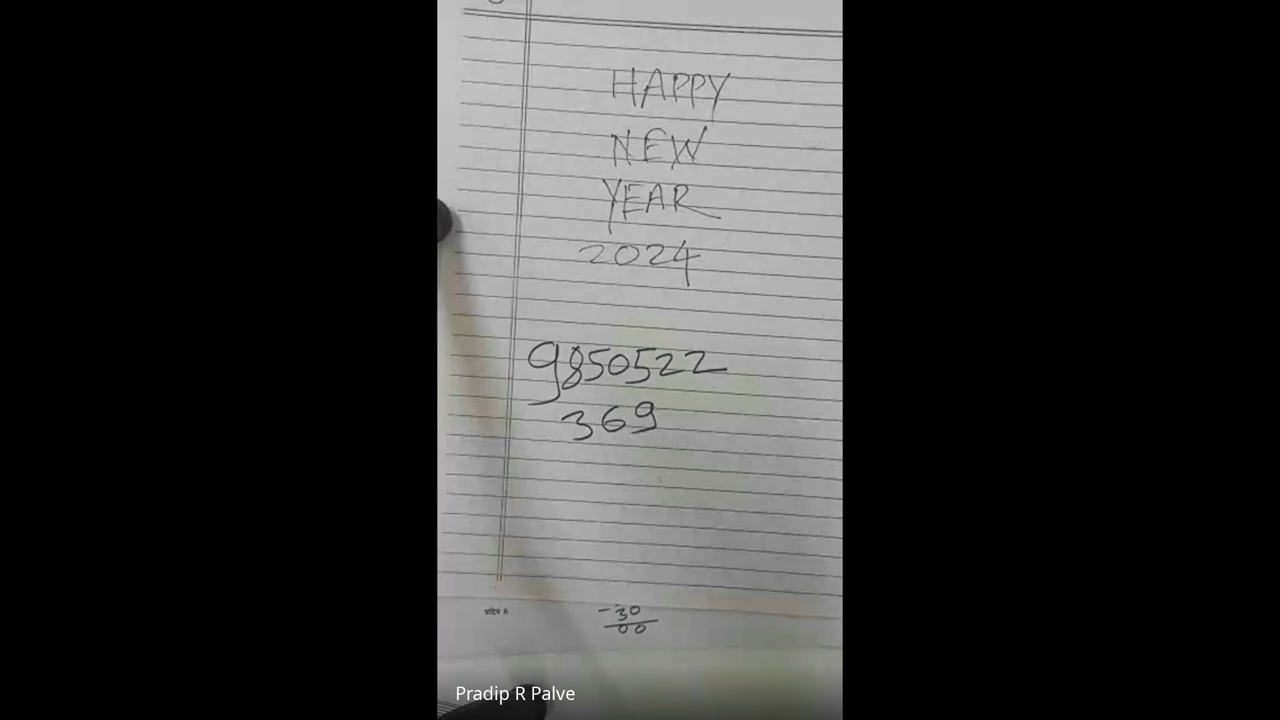 HAPPY
NEW
YEAR
2024
9850522
369
-30
00
Pradip R Palve